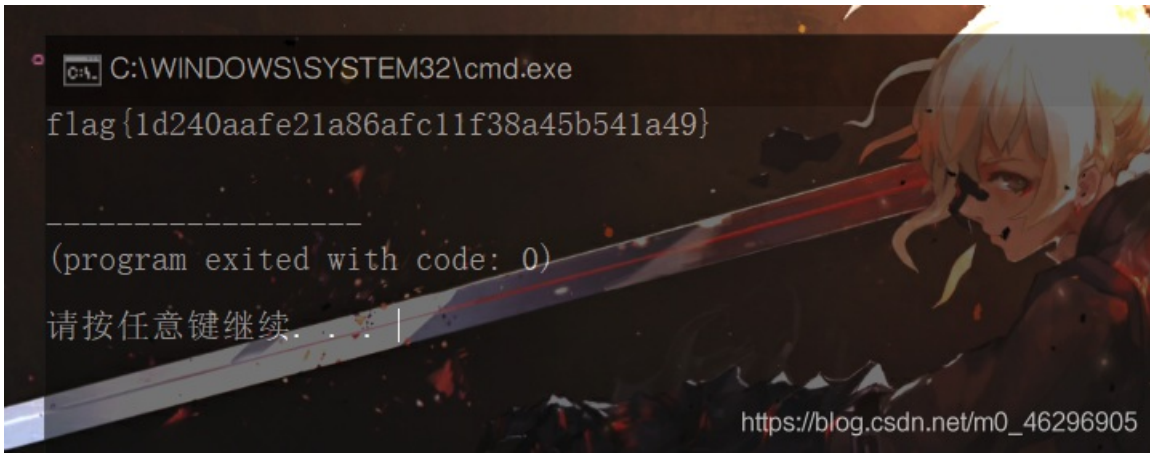 C:\WINDOWS\SYSTEM32\cmd.exe
flag{1d240aafe21a86afc11f38a45b541a49}
------------------
(program exited with code: 0)
请按任意键继续. . .
https://blog.csdn.net/m0_46296905